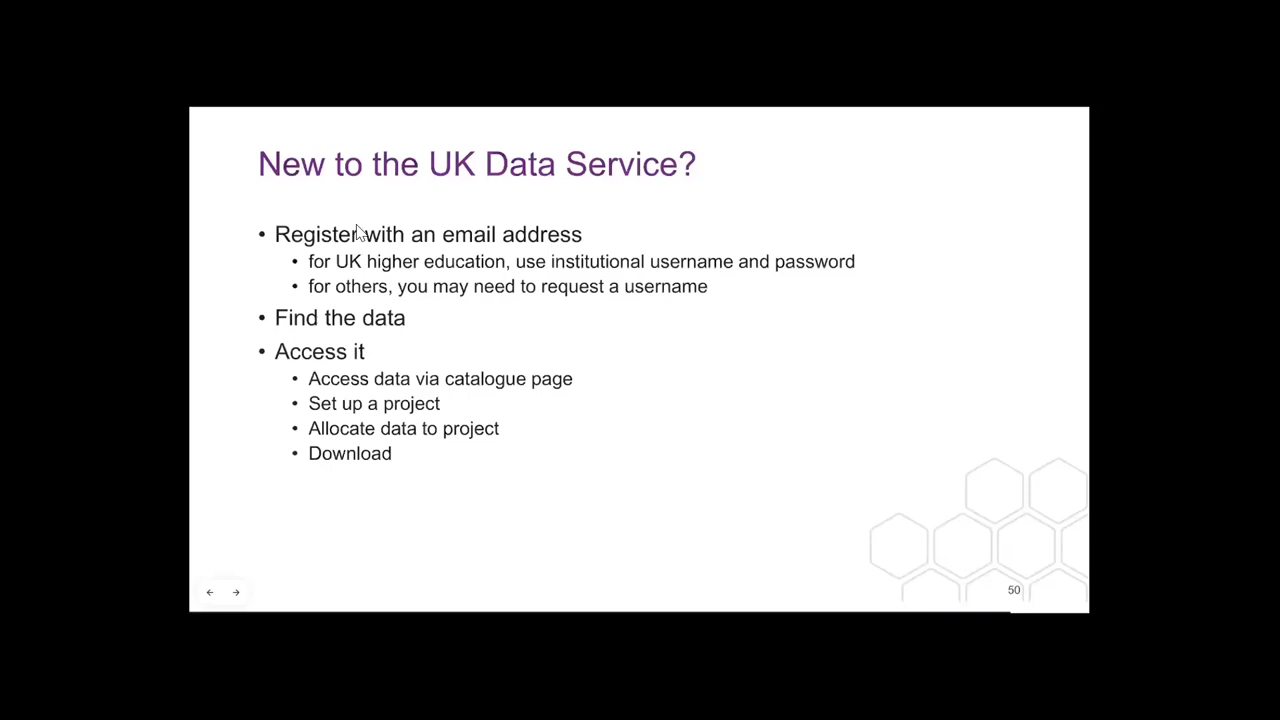 New to the UK Data Service?
• Register with an email address
• for UK higher education, use institutional username and password
• for others, you may need to request a username
• Find the data
• Access it
• Access data via catalogue page
• Set up a project
• Allocate data to project
• Download
← →
50